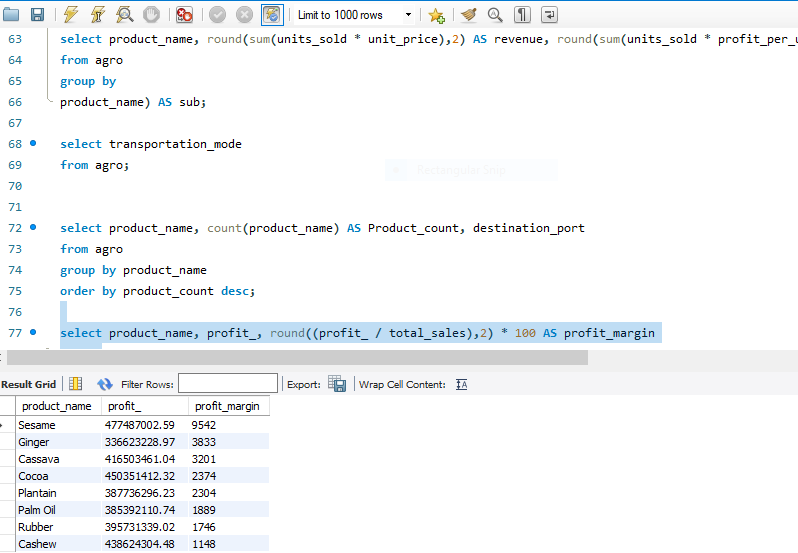 Limit to 1000 rows
63 select product_name, round(sum(units_sold * unit_price),2) AS revenue, round(sum(units_sold * profit_per_u
64 from agro
65 group by
66 product_name) AS sub;
67
68 select transportation_mode
69 from agro;
70
71
72 select product_name, count(product_name) AS Product_count, destination_port
73 from agro
74 group by product_name
75 order by product_count desc;
76
77 select product_name, profit_, round((profit_ / total_sales),2) * 100 AS profit_margin
Result Grid Filter Rows: Export: Wrap Cell Content:
product_name profit_ profit_margin
Sesame 477487002.59 9542
Ginger 336623228.97 3833
Cassava 416503461.04 3201
Cocoa 450351412.32 2374
Plantain 387736296.23 2304
Palm Oil 385392110.74 1889
Rubber 395731339.02 1746
Cashew 438624304.48 1148